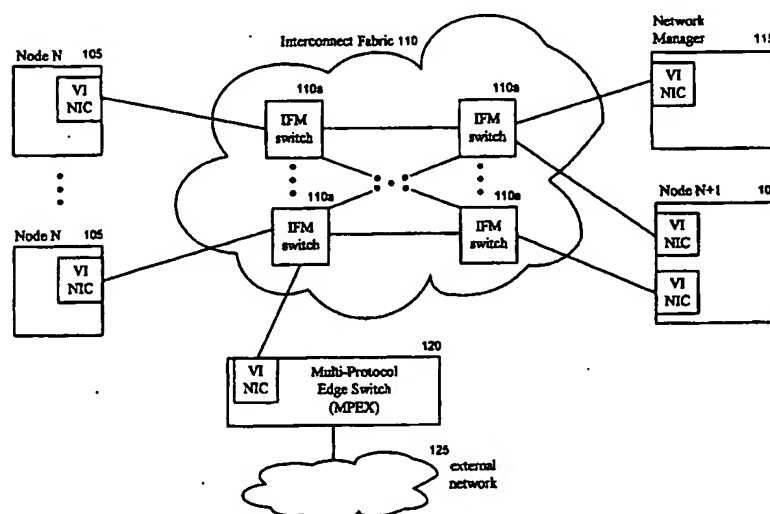 Node N 105
VI
NIC
Node N 105
VI
NIC
Interconnect Fabric 110
110a
IFM
switch
110a
IFM
switch
110a
IFM
switch
110a
IFM
switch
Network
Manager 115
VI
NIC
Node N+1
VI
NIC
VI
NIC
120
VI
NIC
Multi-Protocol
Edge Switch
(MPEX)
125
external
network